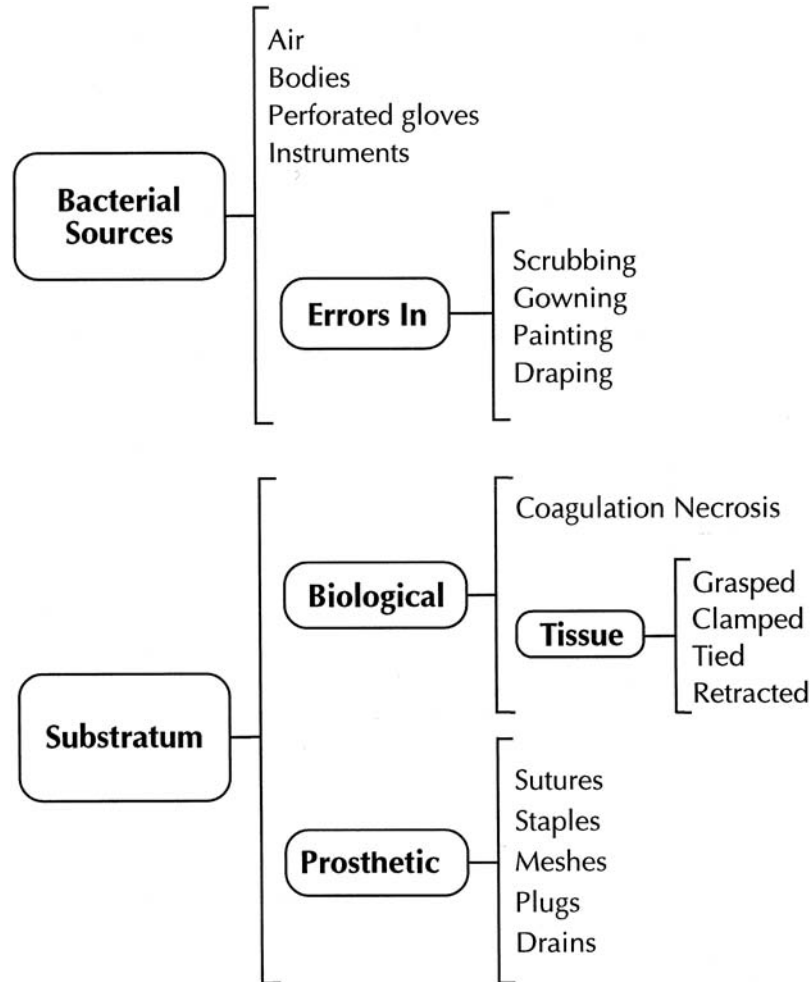 Air
Bodies
Perforated gloves
Instruments
Bacterial
Sources
Errors In
Scrubbing
Gowning
Painting
Draping
Substratum
Biological
Coagulation Necrosis
Tissue
Grasped
Clamped
Tied
Retracted
Prosthetic
Sutures
Staples
Meshes
Plugs
Drains